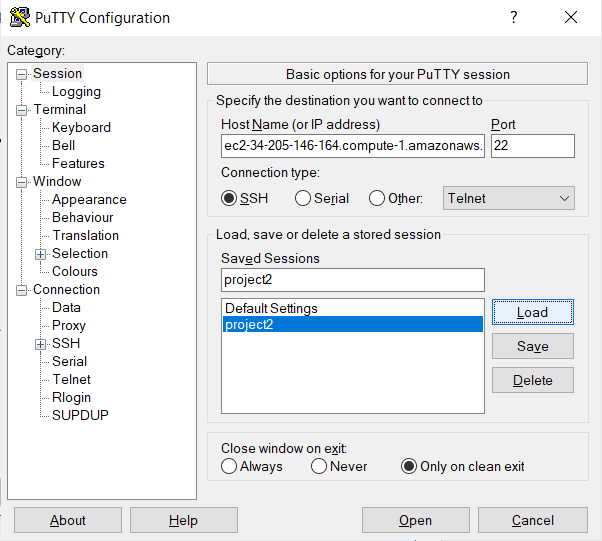 PuTTY Configuration
?
Category:
Session
Logging
Terminal
Keyboard
Bell
Features
Window
Appearance
Behaviour
Translation
Selection
Colours
Connection
Data
Proxy
SSH
Serial
Telnet
Rlogin
SUPDUP
Basic options for your PuTTY session
Specify the destination you want to connect to
Host Name (or IP address) Port
ec2-34-205-146-164.compute-1.amazonaws. 22
Connection type:
SSH Serial Other: Telnet
Load, save or delete a stored session
Saved Sessions
project2
Default Settings
project2
Load
Save
Delete
Close window on exit:
Always Never Only on clean exit
About Help Open Cancel